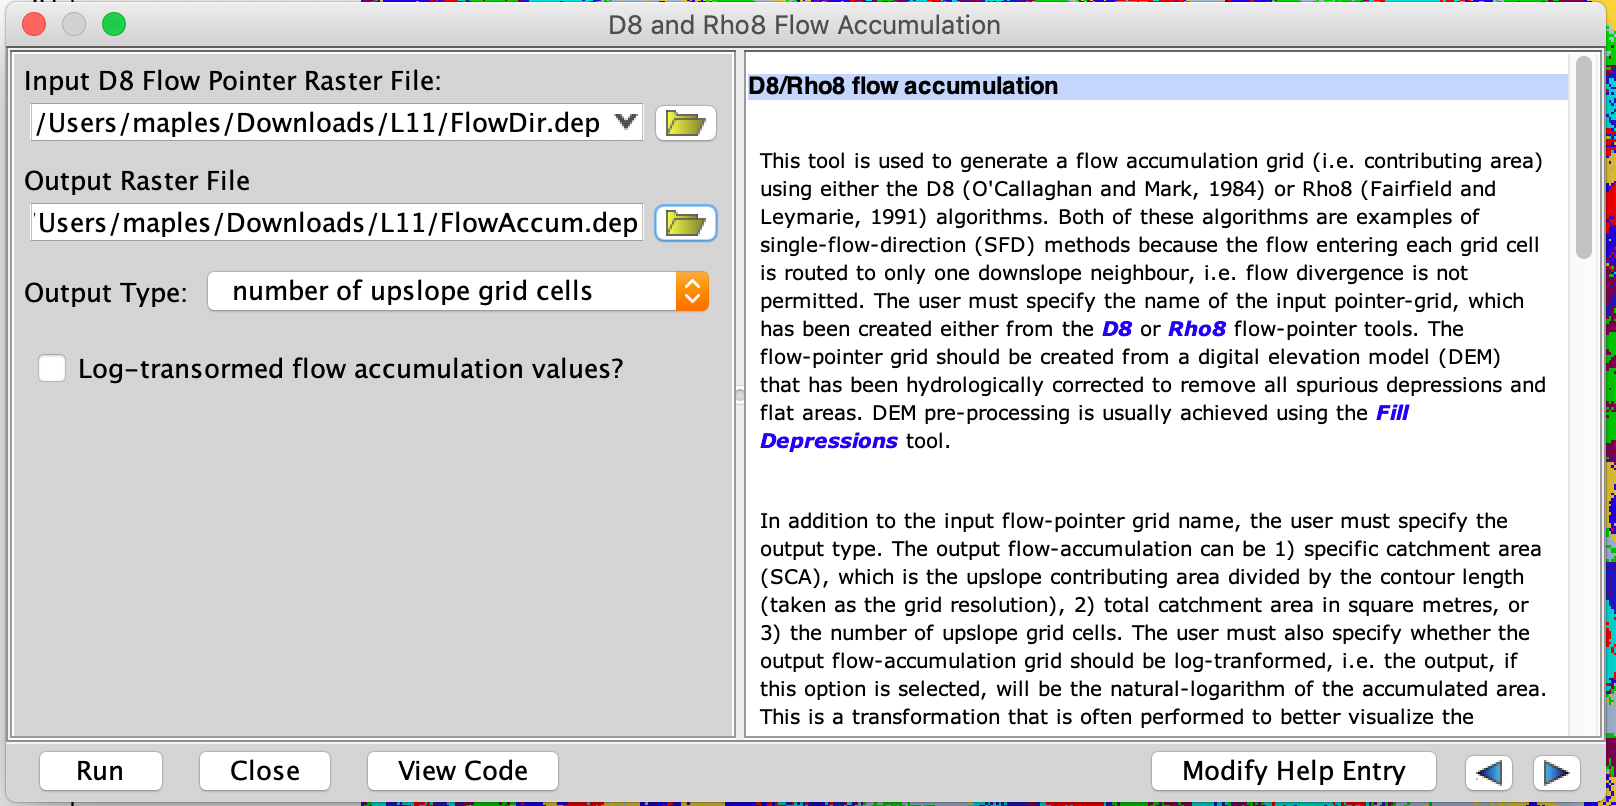 D8 and Rho8 Flow Accumulation
Input D8 Flow Pointer Raster File:
/Users/maples/Downloads/L11/FlowDir.dep
Output Raster File
Users/maples/Downloads/L11/FlowAccum.dep
Output Type:
number of upslope grid cells
Log-transormed flow accumulation values?
D8/Rho8 flow accumulation
This tool is used to generate a flow accumulation grid (i.e. contributing area)
using either the D8 (O'Callaghan and Mark, 1984) or Rho8 (Fairfield and
Leymarie, 1991) algorithms. Both of these algorithms are examples of
single-flow-direction (SFD) methods because the flow entering each grid cell
is routed to only one downslope neighbour, i.e. flow divergence is not
permitted. The user must specify the name of the input pointer-grid, which
has been created either from the D8 or Rho8 flow-pointer tools. The
flow-pointer grid should be created from a digital elevation model (DEM)
that has been hydrologically corrected to remove all spurious depressions and
flat areas. DEM pre-processing is usually achieved using the Fill
Depressions tool.
In addition to the input flow-pointer grid name, the user must specify the
output type. The output flow-accumulation can be 1) specific catchment area
(SCA), which is the upslope contributing area divided by the contour length
(taken as the grid resolution), 2) total catchment area in square metres, or
3) the number of upslope grid cells. The user must also specify whether the
output flow-accumulation grid should be log-tranformed, i.e. the output, if
this option is selected, will be the natural-logarithm of the accumulated area.
This is a transformation that is often performed to better visualize the
Run
Close
View Code
Modify Help Entry